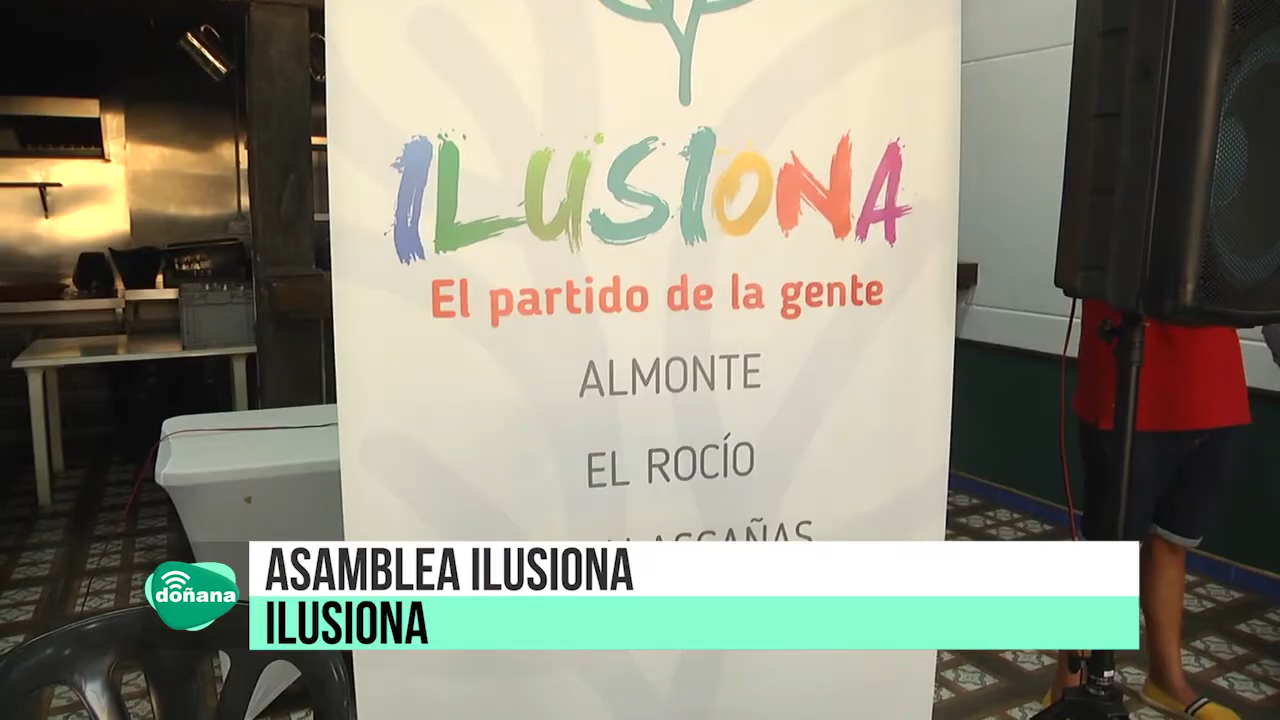 ILUSIONA
El partido de la gente
ALMONTE
EL ROCÍO
ASAMBLEA ILUSIONA
doñana
ILUSIONA